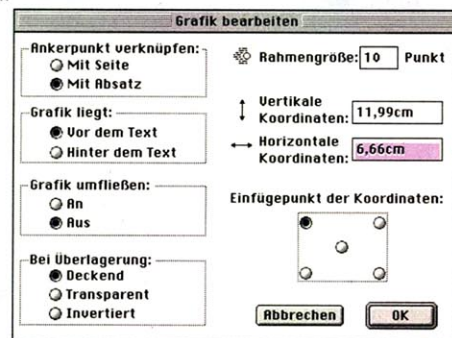 Grafik bearbeiten
Ankerpunkt verknüpfen:
Mit Seite
Mit Absatz
Grafik liegt:
Vor dem Text
Hinter dem Text
Grafik umfließen:
An
Aus
Bei Überlagerung:
Deckend
Transparent
Invertiert
Rahmengröße: 10 Punkt
Vertikale
Koordinaten: 11,99cm
Horizontale
Koordinaten: 6,66cm
Einfügepunkt der Koordinaten:
Abbrechen OK